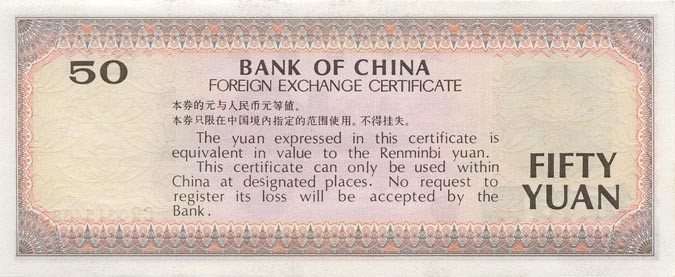 50
BANK OF CHINA
FOREIGN EXCHANGE CERTIFICATE
本券的元与人民币元等值。
本券只限在中国境内指定的范围使用。不得挂失。
The yuan expressed in this certificate is
equivalent in value to the Renminbi yuan.
This certificate can only be used within
China at designated places. No request to
register its loss will be accepted by the
Bank.
FIFTY
YUAN